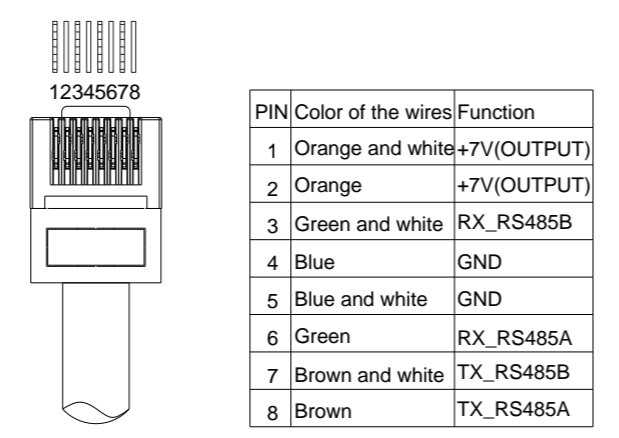 12345678
PIN Color of the wires Function
1 Orange and white +7V(OUTPUT)
2 Orange +7V(OUTPUT)
3 Green and white RX_RS485B
4 Blue GND
5 Blue and white GND
6 Green RX_RS485A
7 Brown and white TX_RS485B
8 Brown TX_RS485A